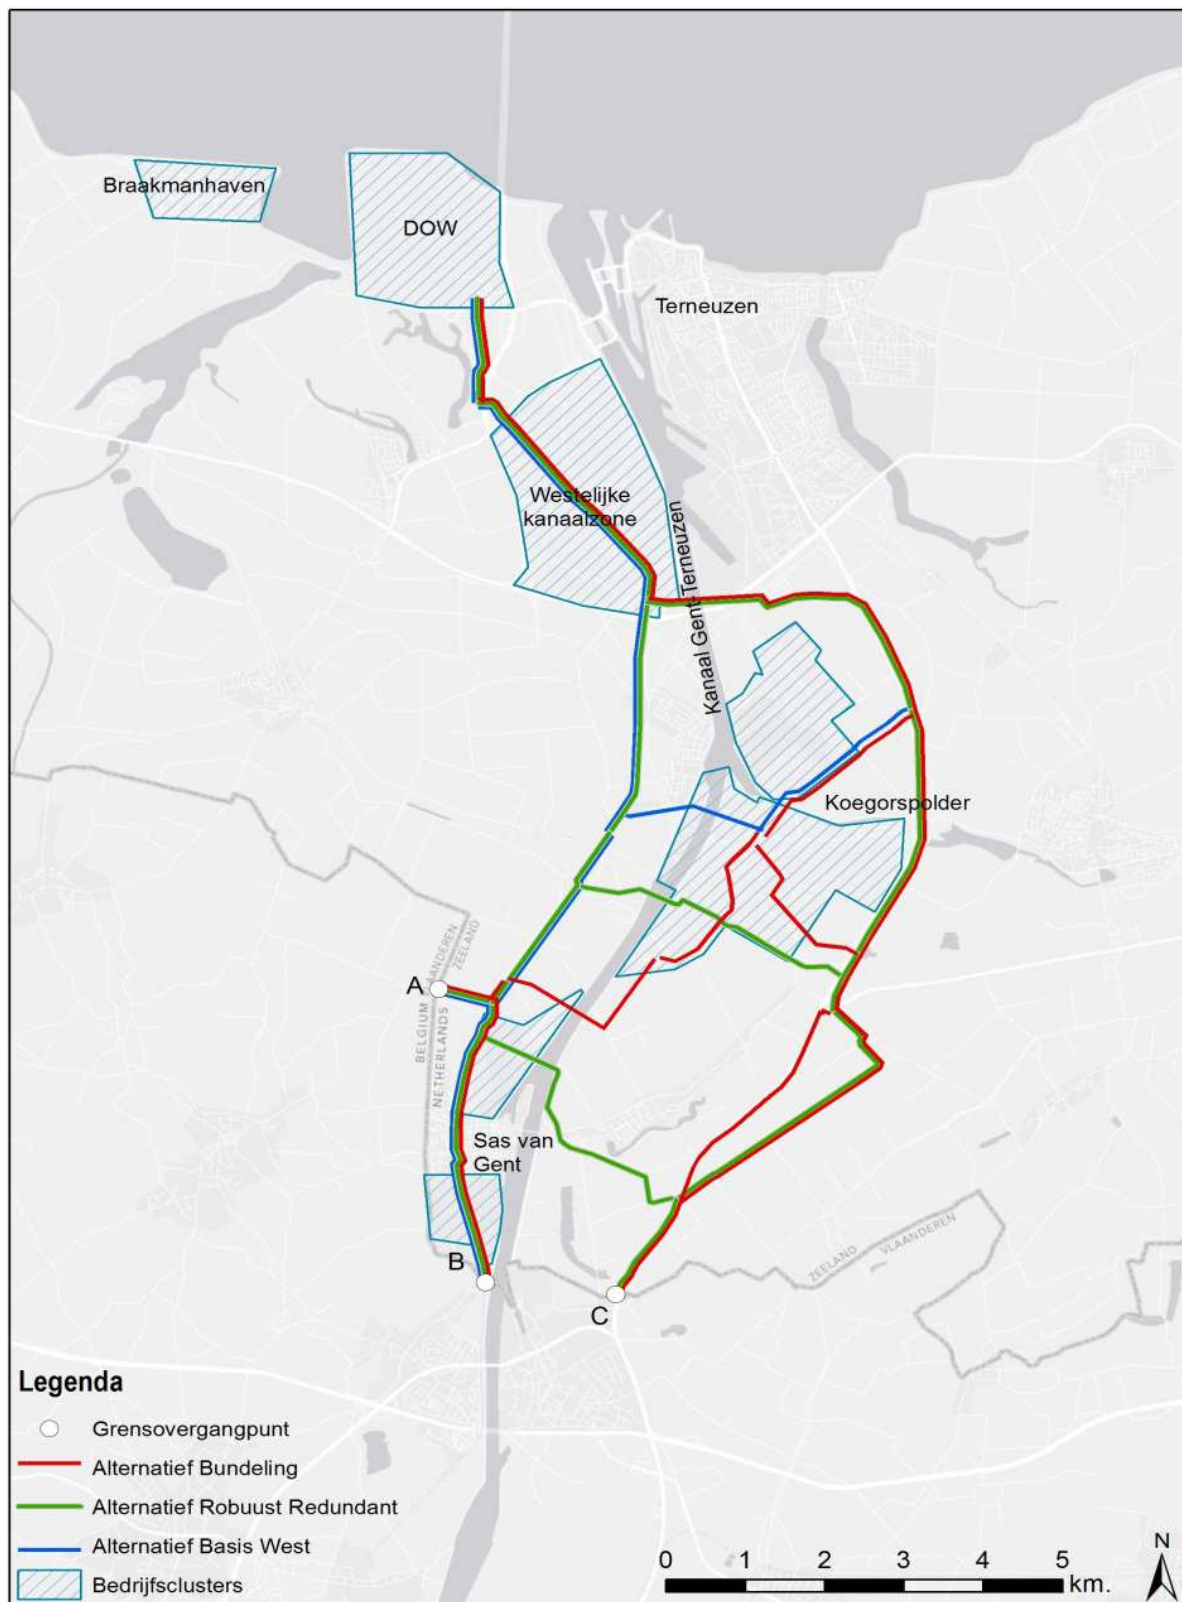 Braakmanhaven
DOW
Terneuzen
Westelijke
kanaalzone
Kanaal Gent-Terneuzen
Koegorspolder
A
BELGIUM
VLAANDEREN
ZEELAND
NETHERLANDS
Sas van
Gent
B
C
ZEELAND
VLAANDEREN
Legenda
Grensovergangpunt
Alternatief Bundeling
Alternatief Robuust Redundant
Alternatief Basis West
Bedrijfsclusters
0 1 2 3 4 5
km.
N